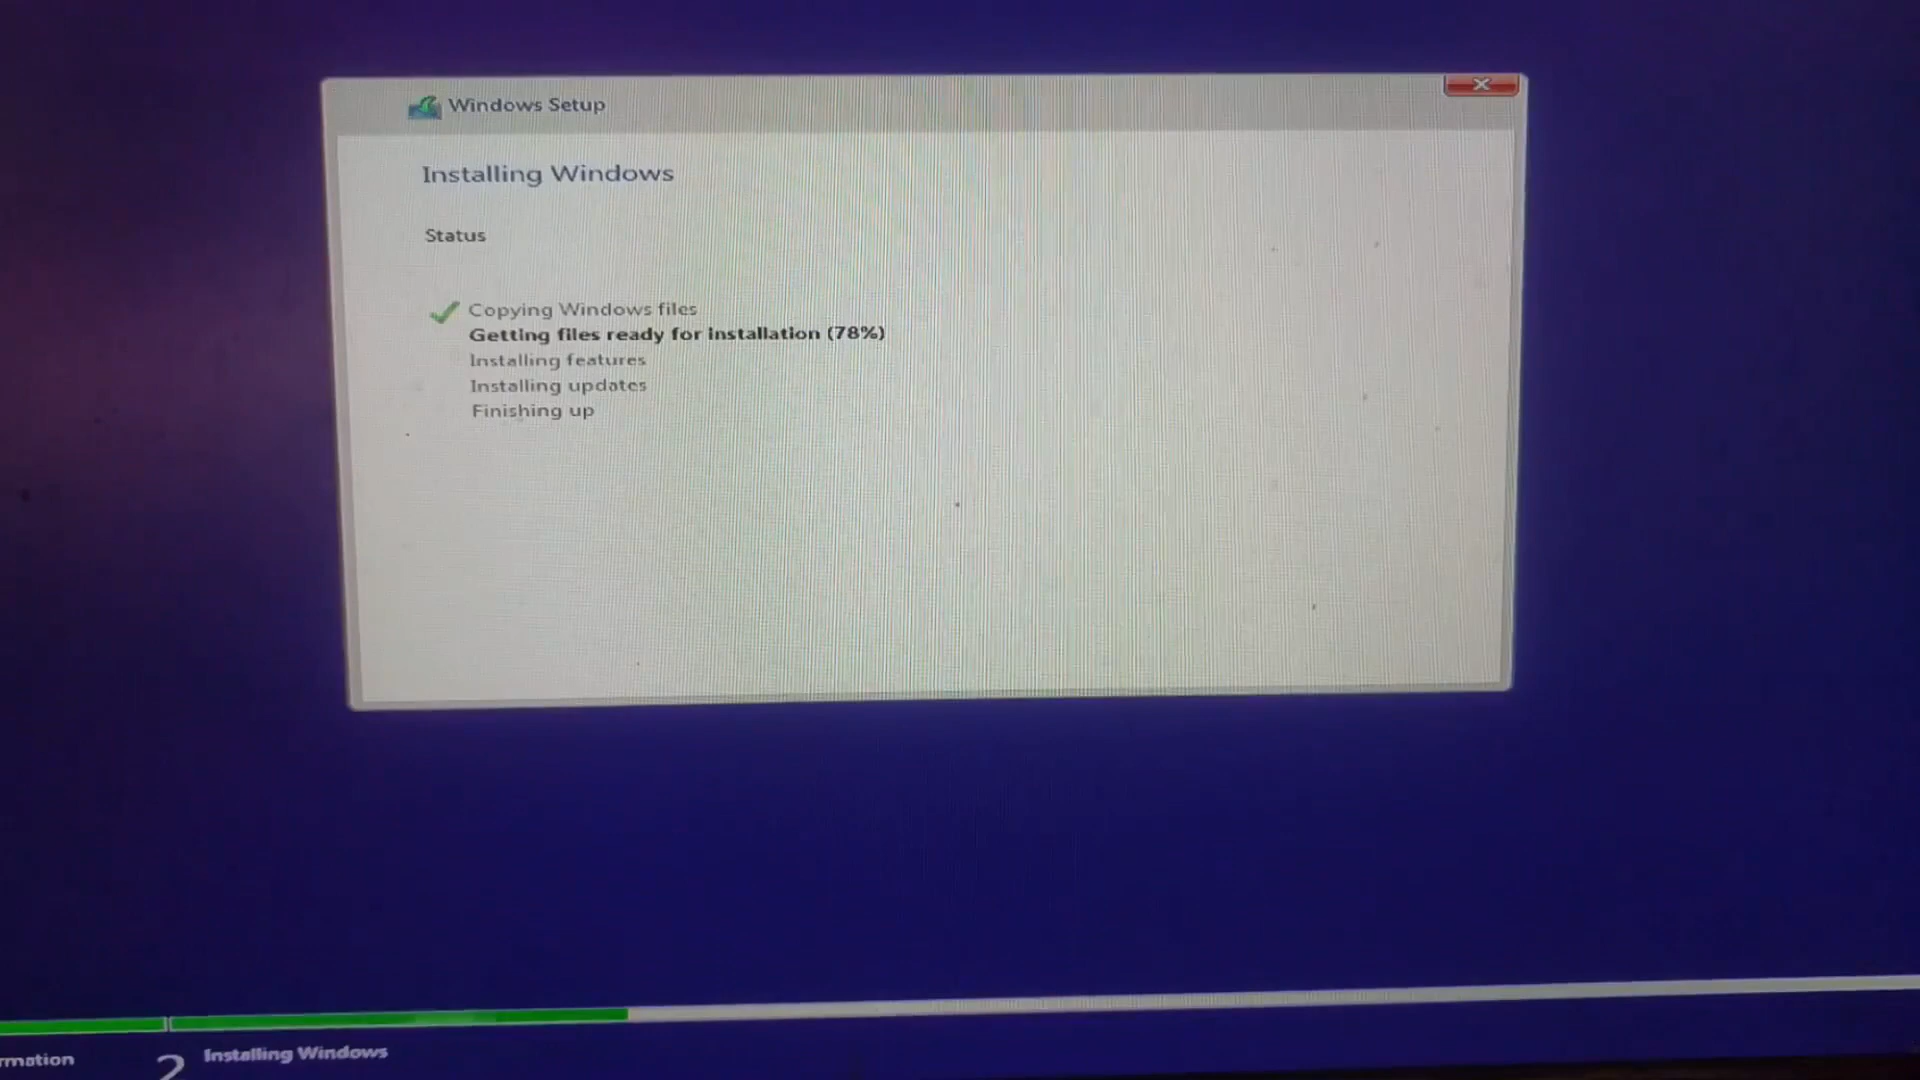 Windows Setup
Installing Windows
Status
Copying Windows files
Getting files ready for installation (78%)
Installing features
Installing updates
Finishing up
rmation
2 Installing Windows